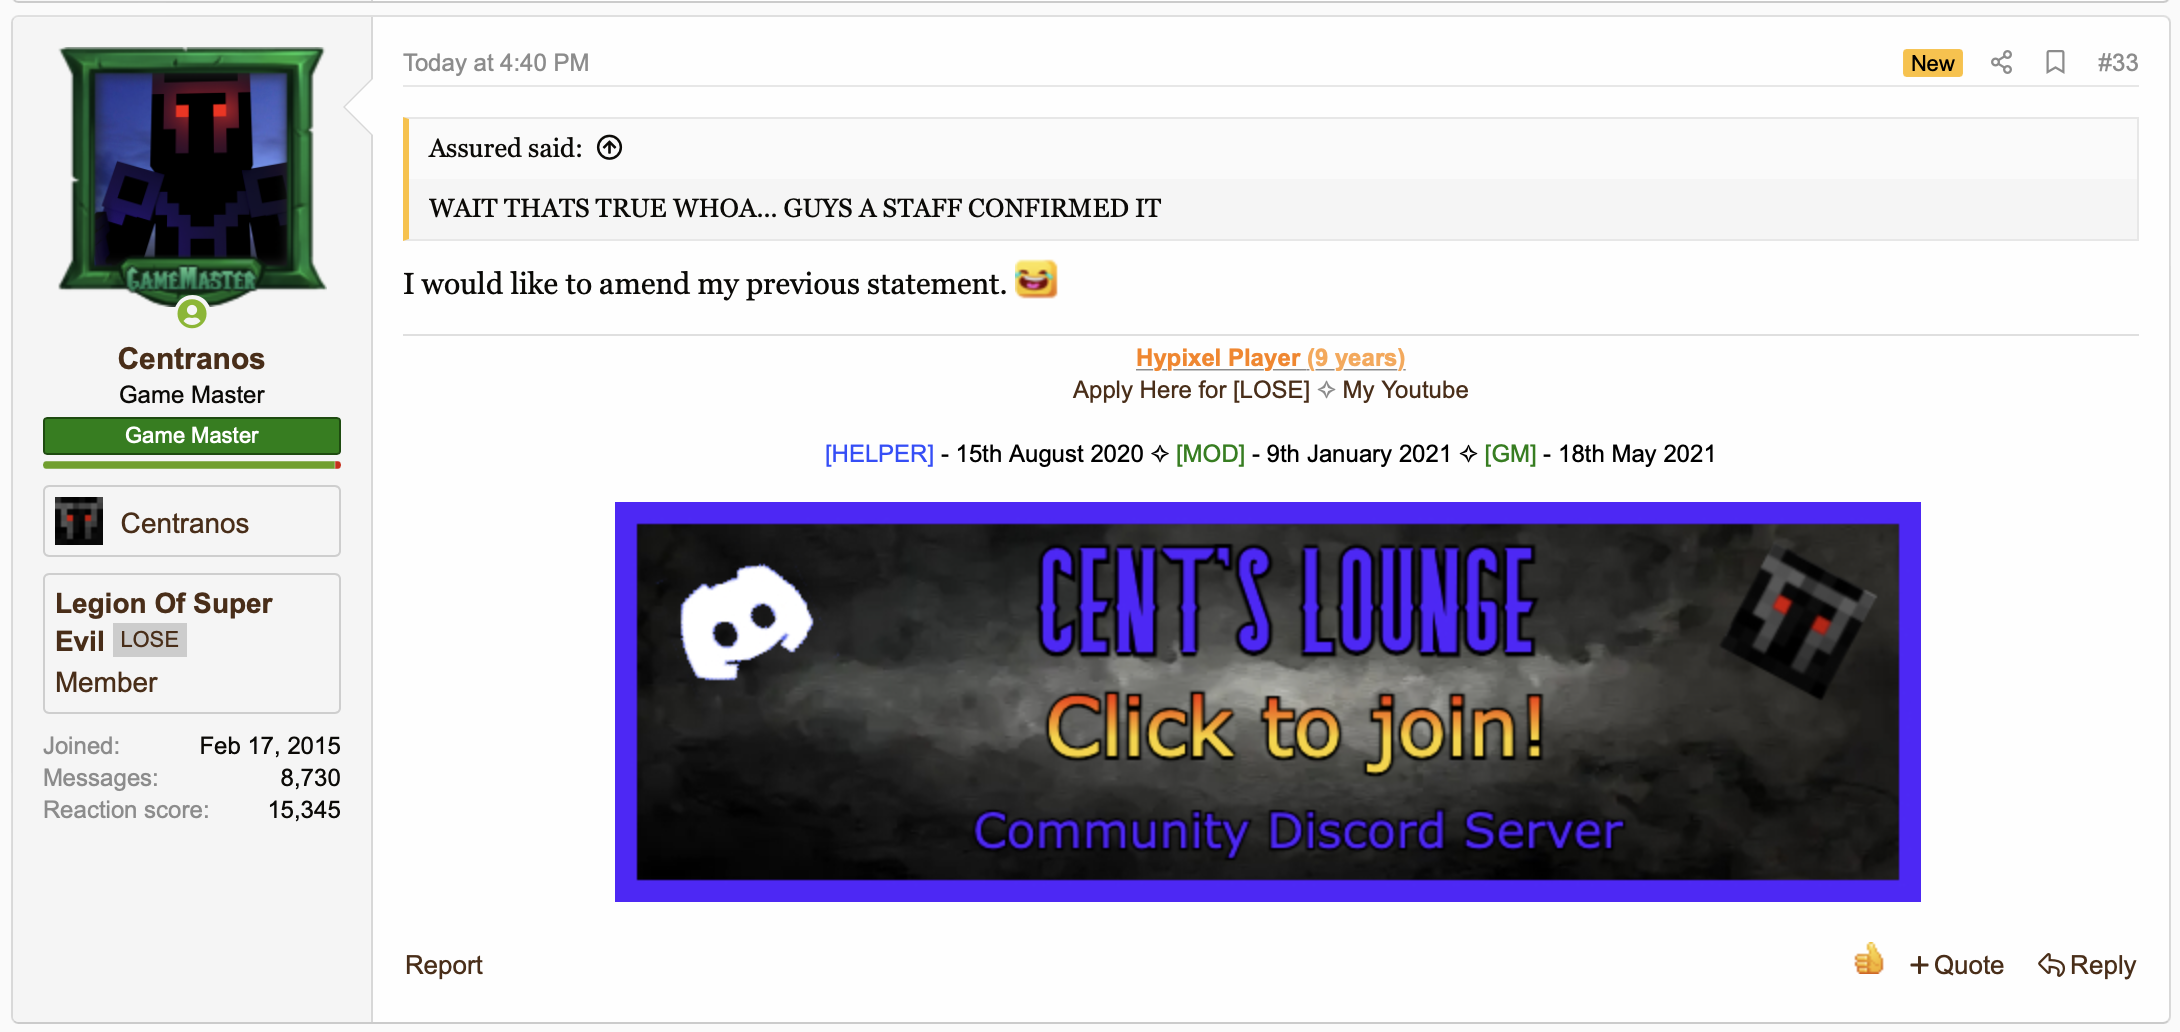 GAMEMASTER
Centranos
Game Master
Game Master
Centranos
Legion Of Super
Evil LOSE
Member
Joined: Feb 17, 2015
Messages: 8,730
Reaction score: 15,345
Today at 4:40 PM
New #33
Assured said:
WAIT THATS TRUE WHOA... GUYS A STAFF CONFIRMED IT
I would like to amend my previous statement. 😂
Hypixel Player (9 years)
Apply Here for [LOSE] ✧ My Youtube
[HELPER] - 15th August 2020 ✧ [MOD] - 9th January 2021 ✧ [GM] - 18th May 2021
CENT'S LOUNGE
Click to join!
Community Discord Server
Report
👍 + Quote Reply